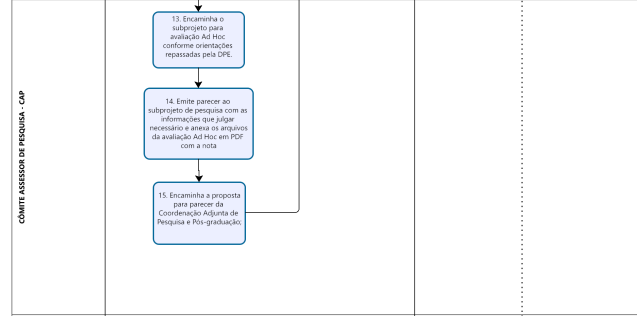 CÔMITE ASSESSOR DE PESQUISA - CAP
13. Encaminha o
subprojeto para
avaliação Ad Hoc
conforme orientações
repassadas pela DPE.
14. Emite parecer ao
subprojeto de pesquisa com as
informações que julgar
necessário e anexa os arquivos
da avaliação Ad Hoc em PDF
com a nota
15. Encaminha a proposta
para parecer da
Coordenação Adjunta de
Pesquisa e Pós-graduação;